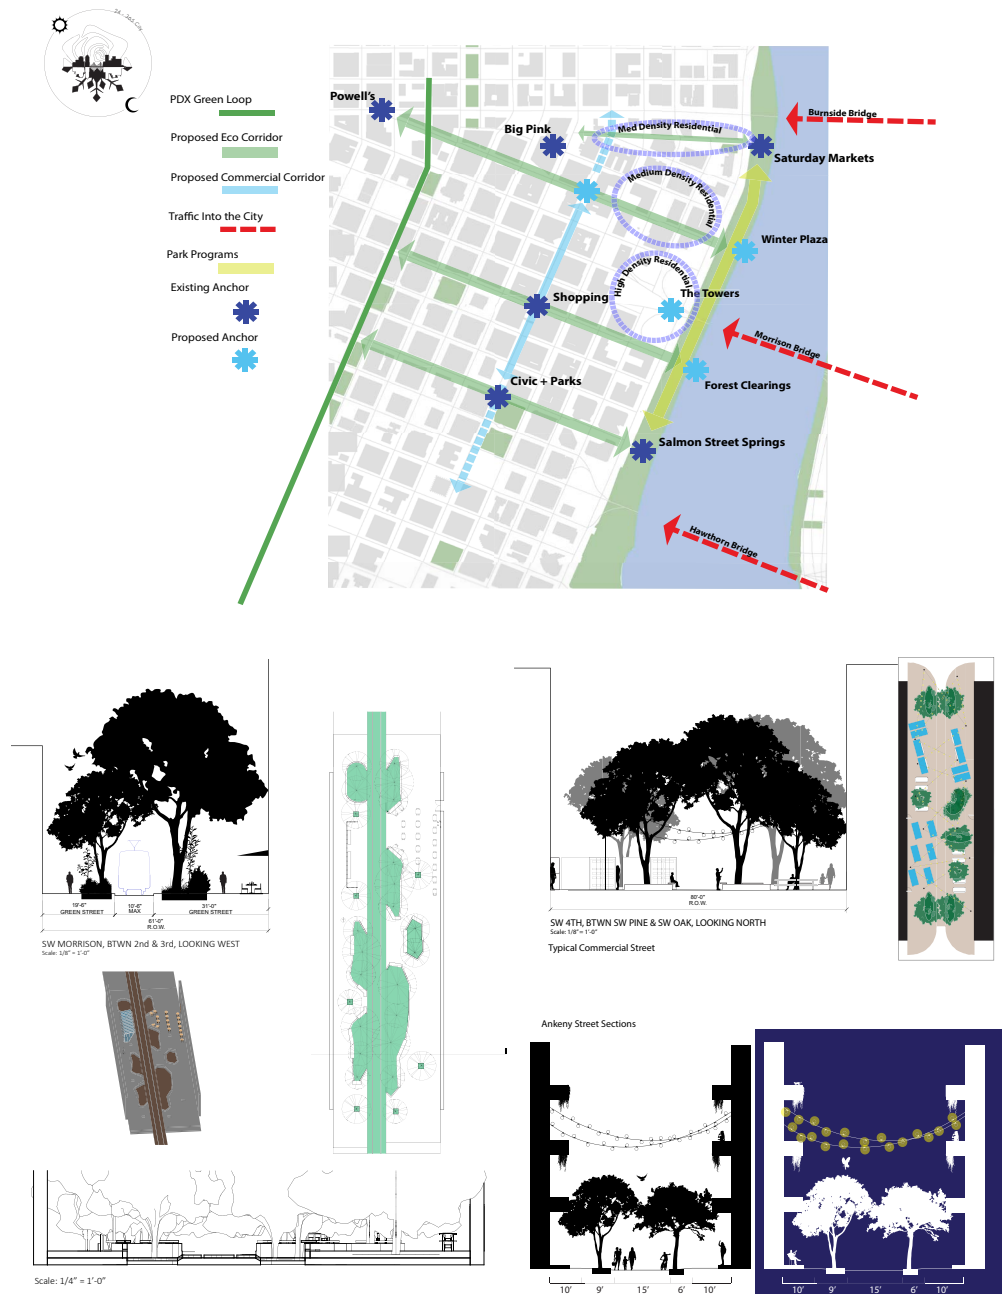 24 - 365 City
PDX Green Loop
Proposed Eco Corridor
Proposed Commercial Corridor
Traffic Into the City
Park Programs
Existing Anchor
Proposed Anchor
Powell's
Big Pink
Med Density Residential
Burnside Bridge
Saturday Markets
Medium Density Residential
Winter Plaza
High Density Residential
The Towers
Shopping
Morrison Bridge
Civic + Parks
Forest Clearings
Salmon Street Springs
Hawthorn Bridge
19'-6"
GREEN STREET
10'-6"
MAX
31'-0"
GREEN STREET
61'-0"
R.O.W.
SW MORRISON, BTWN 2nd & 3rd, LOOKING WEST
Scale: 1/8" = 1'-0"
80'-0"
R.O.W.
SW 4TH, BTWN SW PINE & SW OAK, LOOKING NORTH
Scale: 1/8"= 1'-0"
Typical Commercial Street
Ankeny Street Sections
Scale: 1/4" = 1'-0"
10' 9' 15' 6' 10'
10' 9' 15' 6' 10'